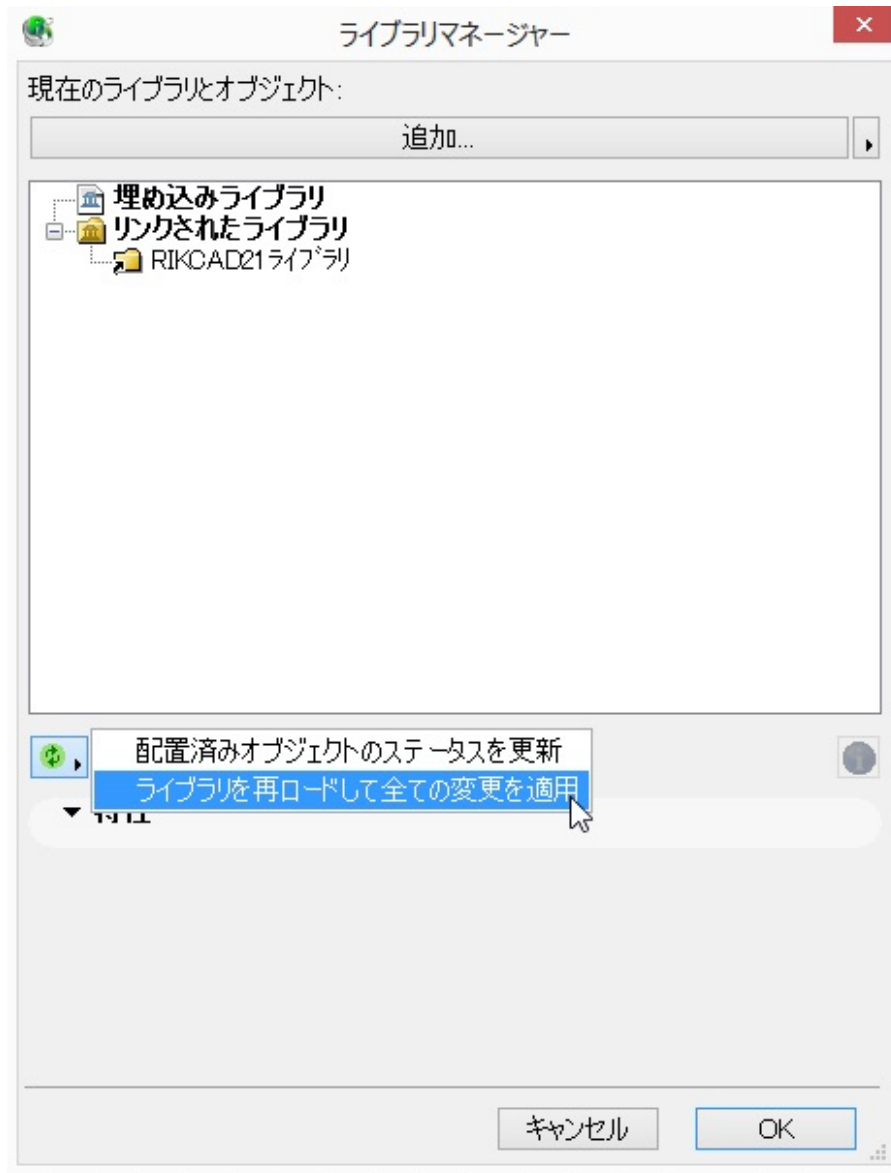 ライブラリマネージャー
現在のライブラリとオブジェクト:
追加...
埋め込みライブラリ
リンクされたライブラリ
RIKCAD21ライブラリ
配置済みオブジェクトのステータスを更新
ライブラリを再ロードして全ての変更を適用
キャンセル
OK